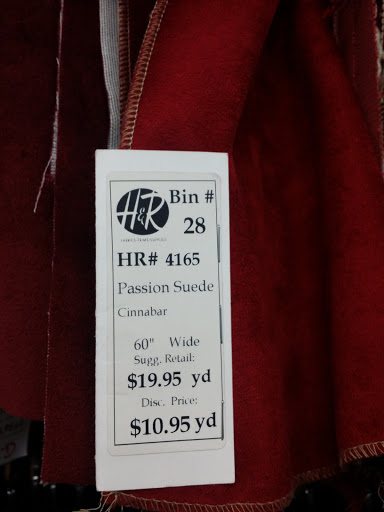 H&R
Bin #
28
HR# 4165
Passion Suede
Cinnabar
60" Wide
Sugg. Retail:
$19.95 yd
Disc. Price:
$10.95 yd